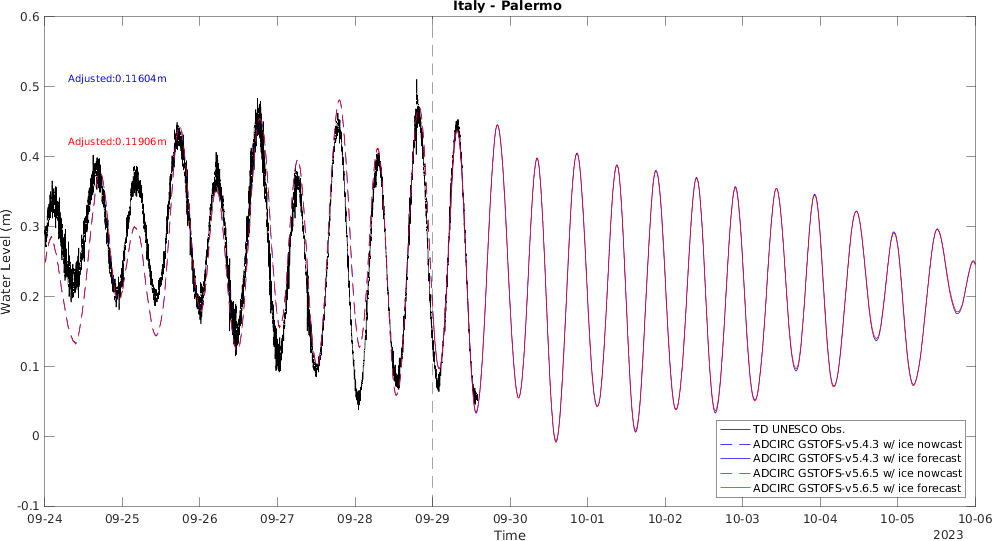 Italy - Palermo
0.6
0.5
0.4
0.3
0.2
0.1
0
-0.1
Water Level (m)
Adjusted:0.11604m
Adjusted:0.11906m
TD UNESCO Obs.
ADCIRC GSTOFS-v5.4.3 w/ ice nowcast
ADCIRC GSTOFS-v5.4.3 w/ ice forecast
ADCIRC GSTOFS-v5.6.5 w/ ice nowcast
ADCIRC GSTOFS-v5.6.5 w/ ice forecast
09-24 09-25 09-26 09-27 09-28 09-29 09-30 10-01 10-02 10-03 10-04 10-05 10-06
Time
2023